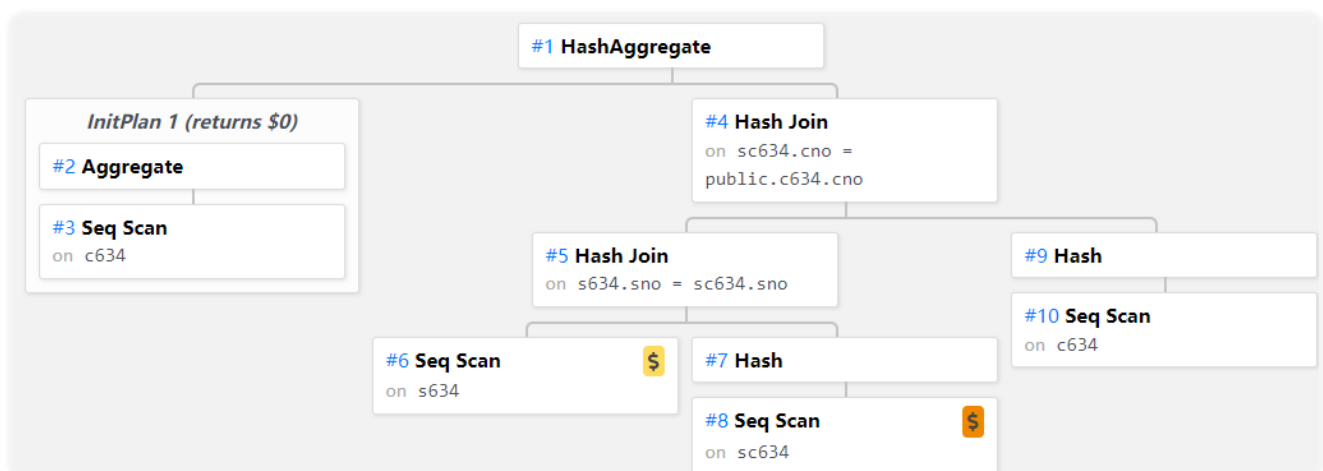 #1 HashAggregate
InitPlan 1 (returns $0)
#2 Aggregate
#3 Seq Scan
on c634
#4 Hash Join
on sc634.cno =
public.c634.cno
#5 Hash Join
on s634.sno = sc634.sno
#6 Seq Scan $
on s634
#7 Hash
#8 Seq Scan $
on sc634
#9 Hash
#10 Seq Scan
on c634